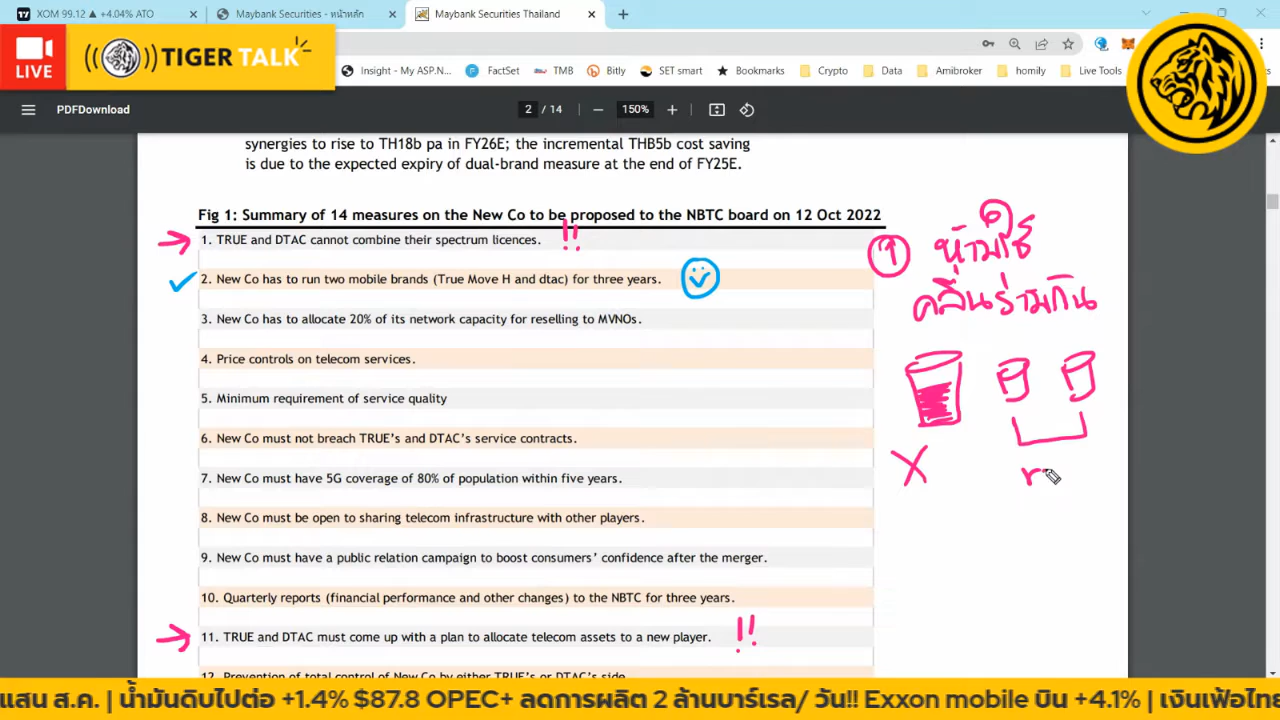 XOM 99.12 ▲ +4.04% ATO
Maybank Securities - หน้าหลัก
Maybank Securities Thailand
LIVE
TIGER TALK
Insight - My ASP.N...
FactSet
TMB
Bitly
SET smart
Bookmarks
Crypto
Data
Amibroker
homily
Live Tools
PDFDownload
2 / 14
150%
synergies to rise to TH18b pa in FY26E; the incremental THB5b cost saving
is due to the expected expiry of dual-brand measure at the end of FY25E.
Fig 1: Summary of 14 measures on the New Co to be proposed to the NBTC board on 12 Oct 2022
1. TRUE and DTAC cannot combine their spectrum licences. !!
2. New Co has to run two mobile brands (True Move H and dtac) for three years.
3. New Co has to allocate 20% of its network capacity for reselling to MVNOs.
4. Price controls on telecom services.
5. Minimum requirement of service quality
6. New Co must not breach TRUE's and DTAC's service contracts.
7. New Co must have 5G coverage of 80% of population within five years.
8. New Co must be open to sharing telecom infrastructure with other players.
9. New Co must have a public relation campaign to boost consumers' confidence after the merger.
10. Quarterly reports (financial performance and other changes) to the NBTC for three years.
11. TRUE and DTAC must come up with a plan to allocate telecom assets to a new player. !!
12. Prevention of total control of New Co by either TRUE's or DTAC's side.
1 ห้ามใช้
คลื่นร่วมกัน
X
แสน ส.ค. | น้ำมันดิบไปต่อ +1.4% $87.8 OPEC+ ลดการผลิต 2 ล้านบาร์เรล/ วัน!! Exxon mobile บิน +4.1% | เงินเฟ้อไทย